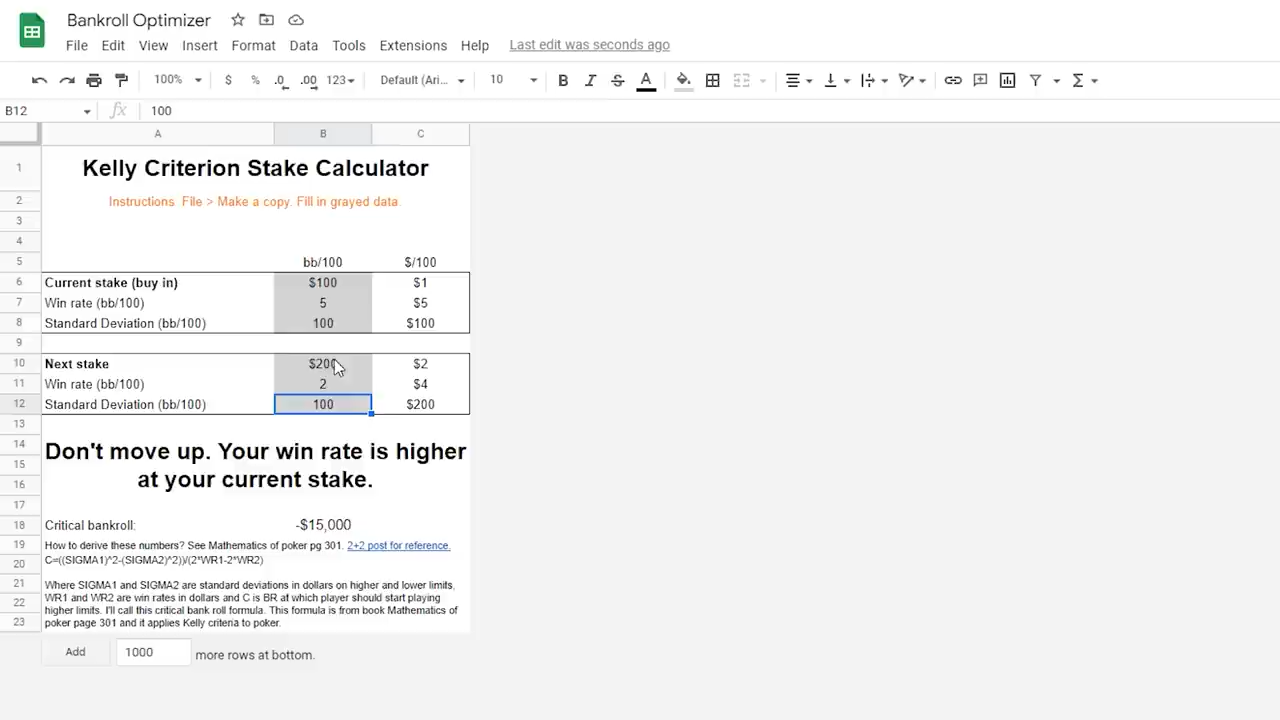 Bankroll Optimizer
File Edit View Insert Format Data Tools Extensions Help Last edit was seconds ago
100% $ % .0 .00 123 Default (Ari... 10 B I S A Σ
B12 fx 100
A B C
1 Kelly Criterion Stake Calculator
2 Instructions. File > Make a copy. Fill in grayed data.
3
4
5 bb/100 $/100
6 Current stake (buy in) $100 $1
7 Win rate (bb/100) 5 $5
8 Standard Deviation (bb/100) 100 $100
9
10 Next stake $200 $2
11 Win rate (bb/100) 2 $4
12 Standard Deviation (bb/100) 100 $200
13
14 Don't move up. Your win rate is higher
15
16 at your current stake.
17
18 Critical bankroll: -$15,000
19 How to derive these numbers? See Mathematics of poker pg 301. 2+2 post for reference.
20 C=((SIGMA1)^2-(SIGMA2)^2))/(2*WR1-2*WR2)
21 Where SIGMA1 and SIGMA2 are standard deviations in dollars on higher and lower limits,
22 WR1 and WR2 are win rates in dollars and C is BR at which player should start playing
higher limits. I'll call this critical bank roll formula. This formula is from book Mathematics of
23 poker page 301 and it applies Kelly criteria to poker.
Add 1000 more rows at bottom.